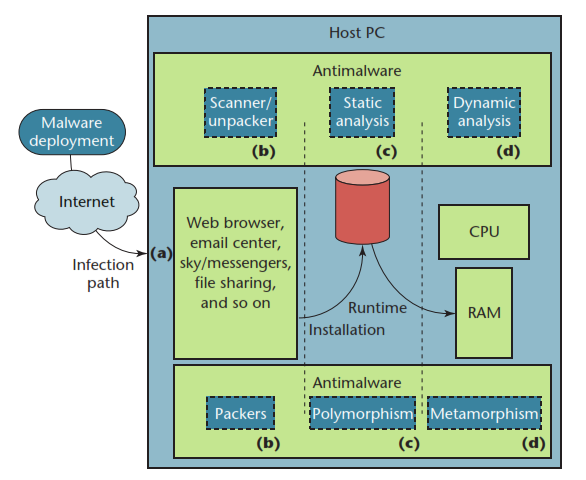 Host PC
Antimalware
Scanner/
unpacker
(b)
Static
analysis
(c)
Dynamic
analysis
(d)
Malware
deployment
Internet
Infection
path
(a)
Web browser,
email center,
sky/messengers,
file sharing,
and so on
Runtime
Installation
CPU
RAM
Antimalware
Packers
(b)
Polymorphism
(c)
Metamorphism
(d)